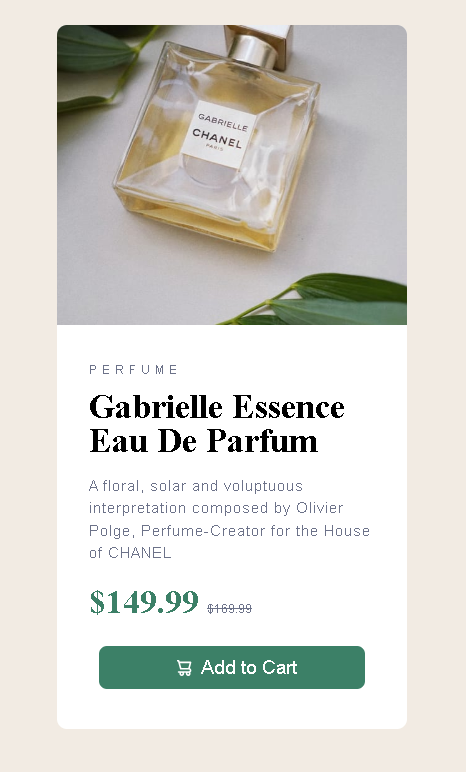 GABRIELLE
CHANEL
PARIS
PERFUME
Gabrielle Essence
Eau De Parfum
A floral, solar and voluptuous
interpretation composed by Olivier
Polge, Perfume-Creator for the House
of CHANEL
$149.99 $169.99
Add to Cart